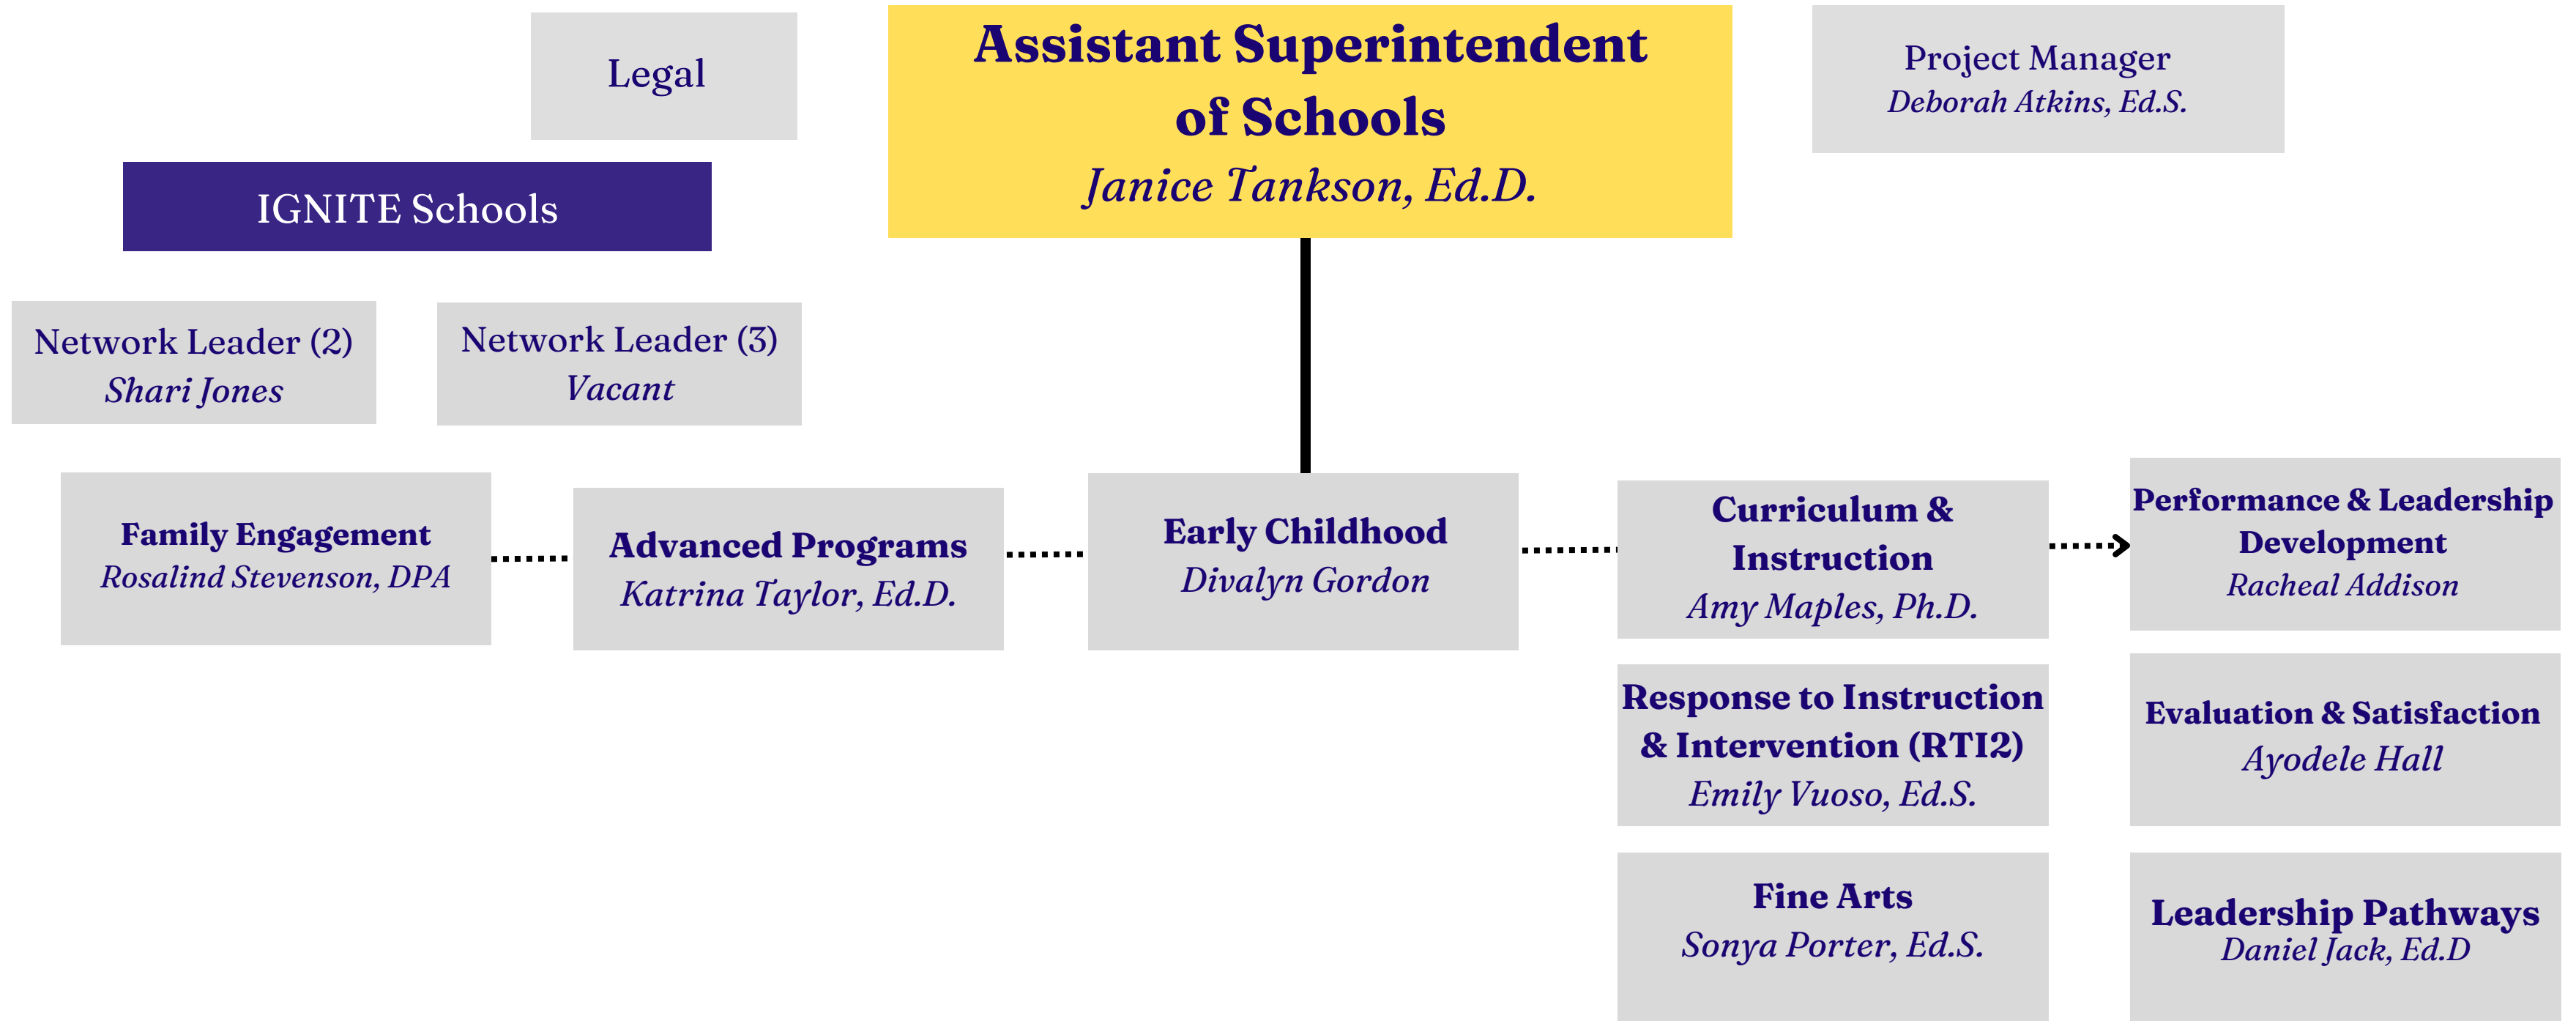 Legal
Assistant Superintendent
of Schools
Janice Tankson, Ed.D.
Project Manager
Deborah Atkins, Ed.S.
IGNITE Schools
Network Leader (2)
Shari Jones
Network Leader (3)
Vacant
Family Engagement
Rosalind Stevenson, DPA
Advanced Programs
Katrina Taylor, Ed.D.
Early Childhood
Divalyn Gordon
Curriculum &
Instruction
Amy Maples, Ph.D.
Performance & Leadership
Development
Racheal Addison
Response to Instruction
& Intervention (RTI2)
Emily Vuoso, Ed.S.
Evaluation & Satisfaction
Ayodele Hall
Fine Arts
Sonya Porter, Ed.S.
Leadership Pathways
Daniel Jack, Ed.D